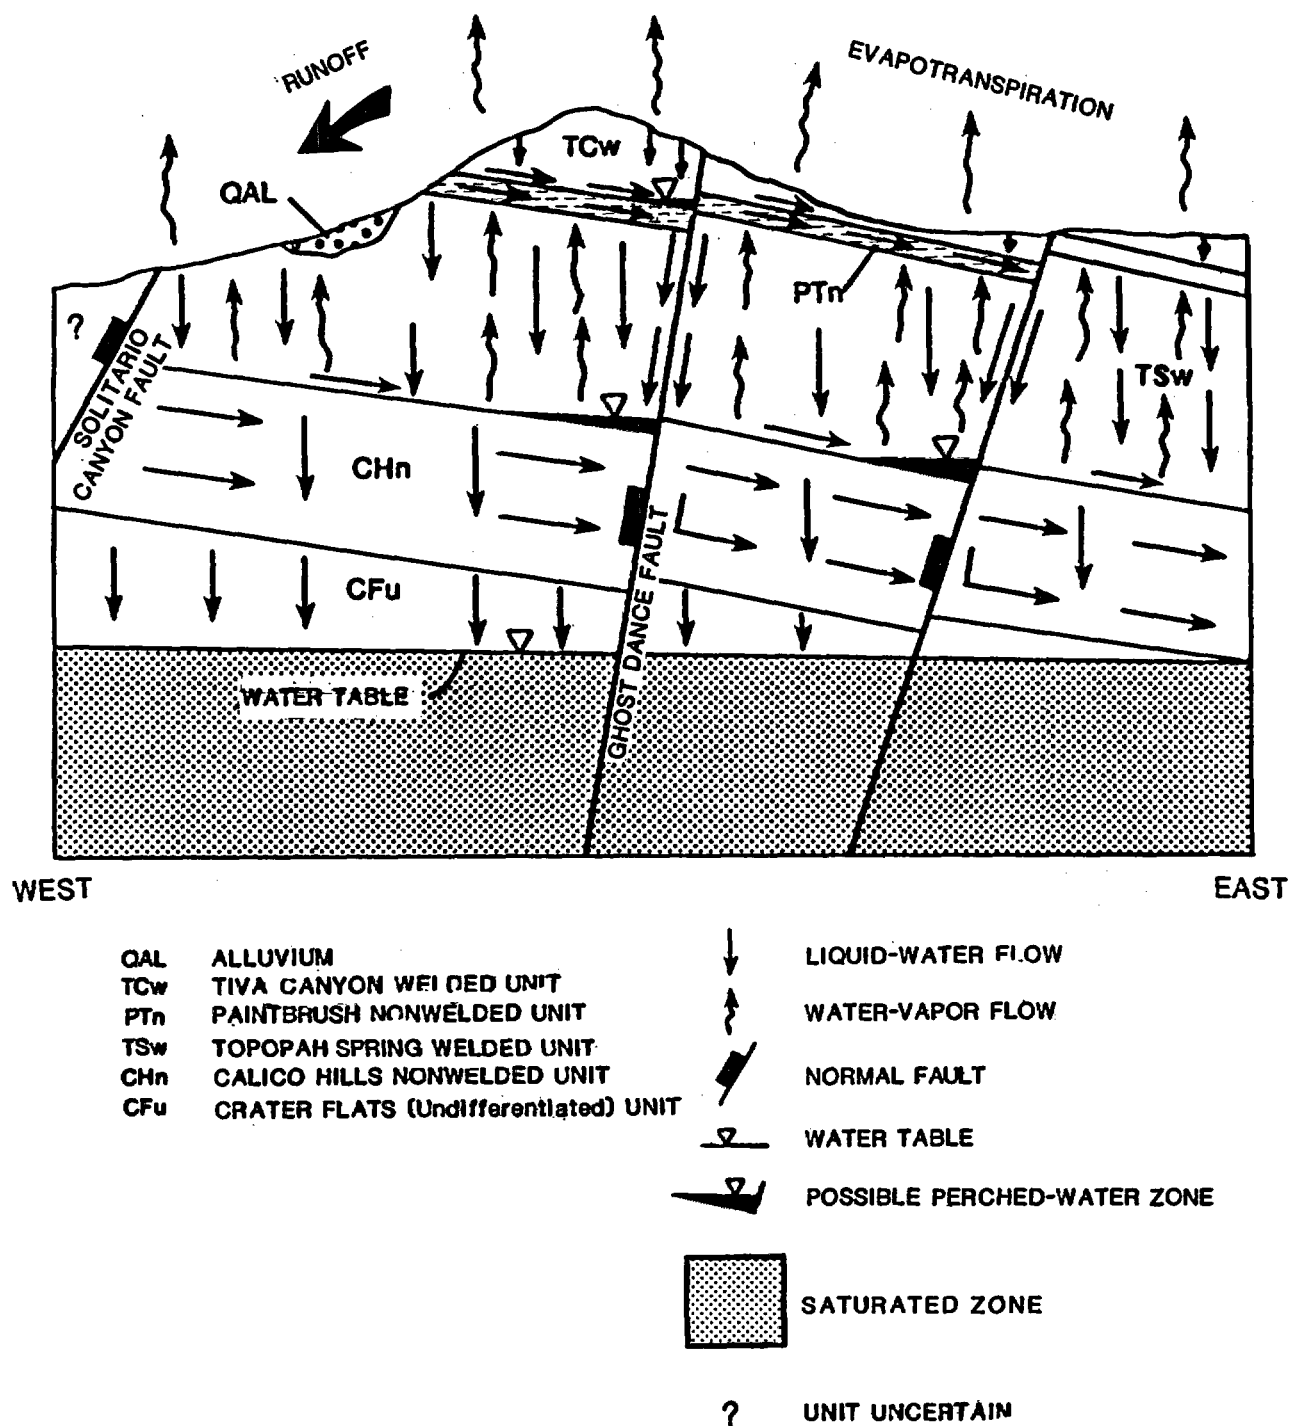 RUNOFF
EVAPOTRANSPIRATION
TCw
QAL
PTn
?
SOLITARIO
CANYON FAULT
TSw
CHn
CFu
GHOST DANCE FAULT
WATER TABLE
WEST
EAST
QAL ALLUVIUM
TCw TIVA CANYON WELDED UNIT
PTn PAINTBRUSH NONWELDED UNIT
TSw TOPOPAH SPRING WELDED UNIT
CHn CALICO HILLS NONWELDED UNIT
CFu CRATER FLATS (Undifferentiated) UNIT
LIQUID-WATER FLOW
WATER-VAPOR FLOW
NORMAL FAULT
WATER TABLE
POSSIBLE PERCHED-WATER ZONE
SATURATED ZONE
? UNIT UNCERTAIN